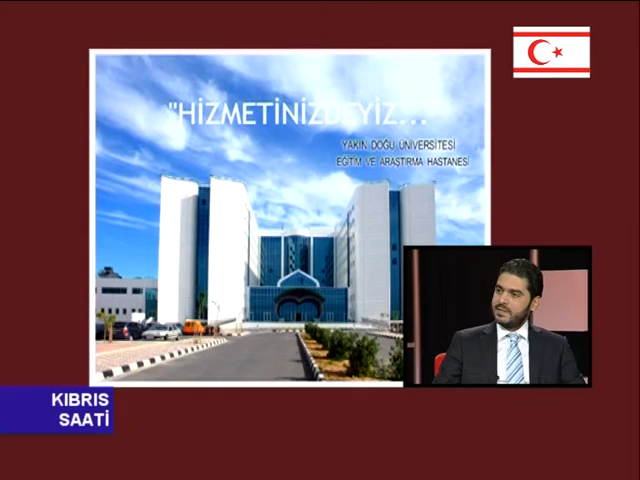 "HİZMETİNİZDEYİZ..."
YAKIN DOĞU ÜNİVERSİTESİ
EĞİTİM VE ARAŞTIRMA HASTANESİ
KIBRIS
SAATİ